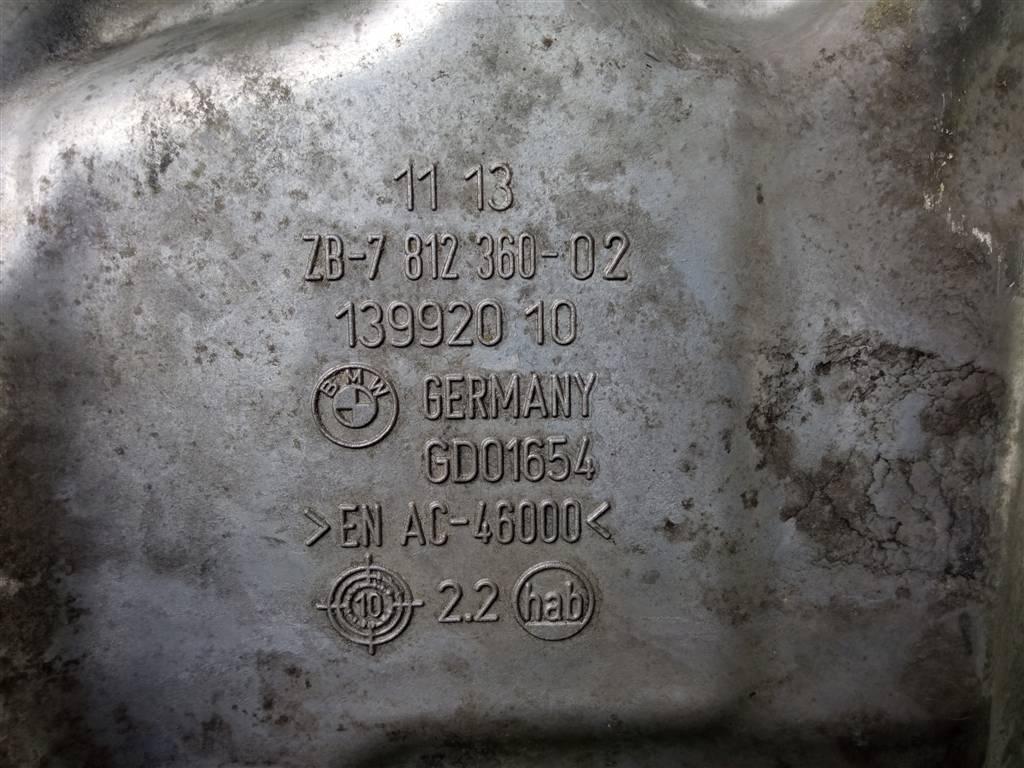 11 13
ZB-7 812 360-02
139920 10
BMW GERMANY
GD01654
>EN AC-46000<
10 2.2 hab